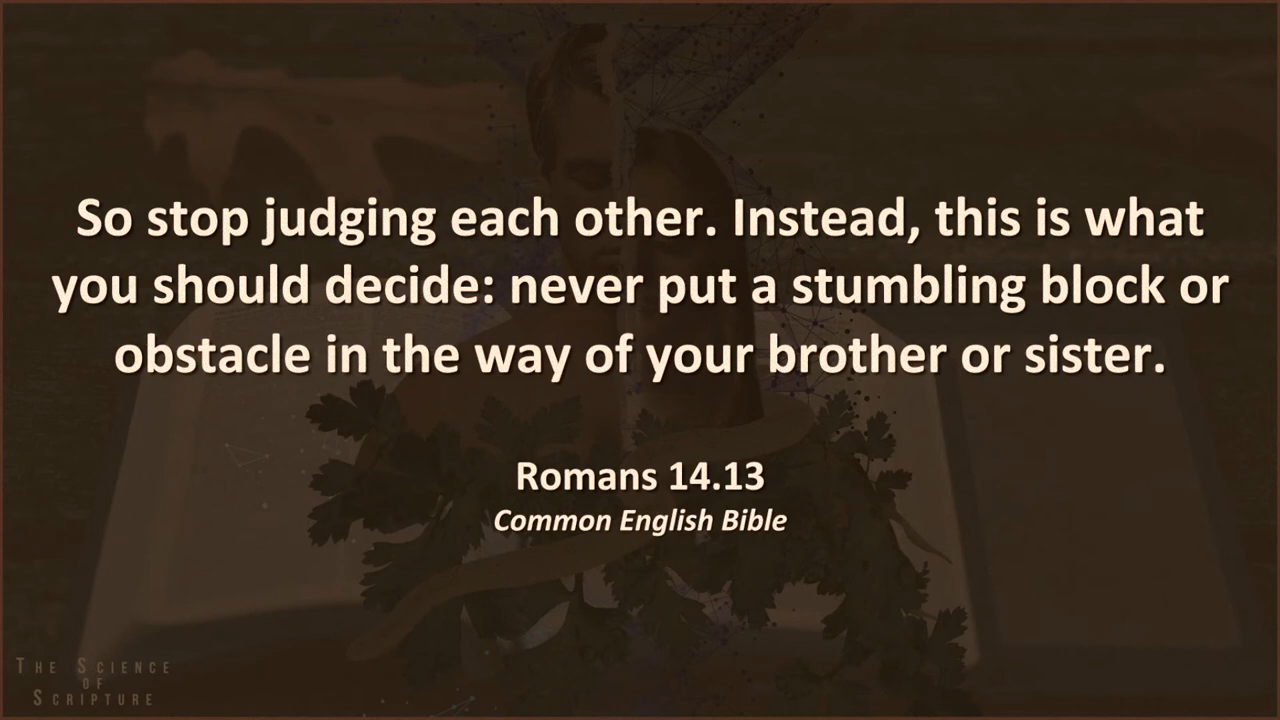 So stop judging each other. Instead, this is what
you should decide: never put a stumbling block or
obstacle in the way of your brother or sister.
Romans 14.13
Common English Bible
The Science
of
Scripture